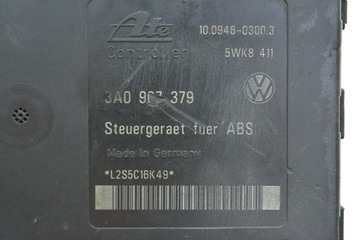 Ate 10.0946-0300.3
Controller 5WK8 411
3A0 907 379
Steuergeraet fuer ABS
Made in Germany
*L2S5C16K49*